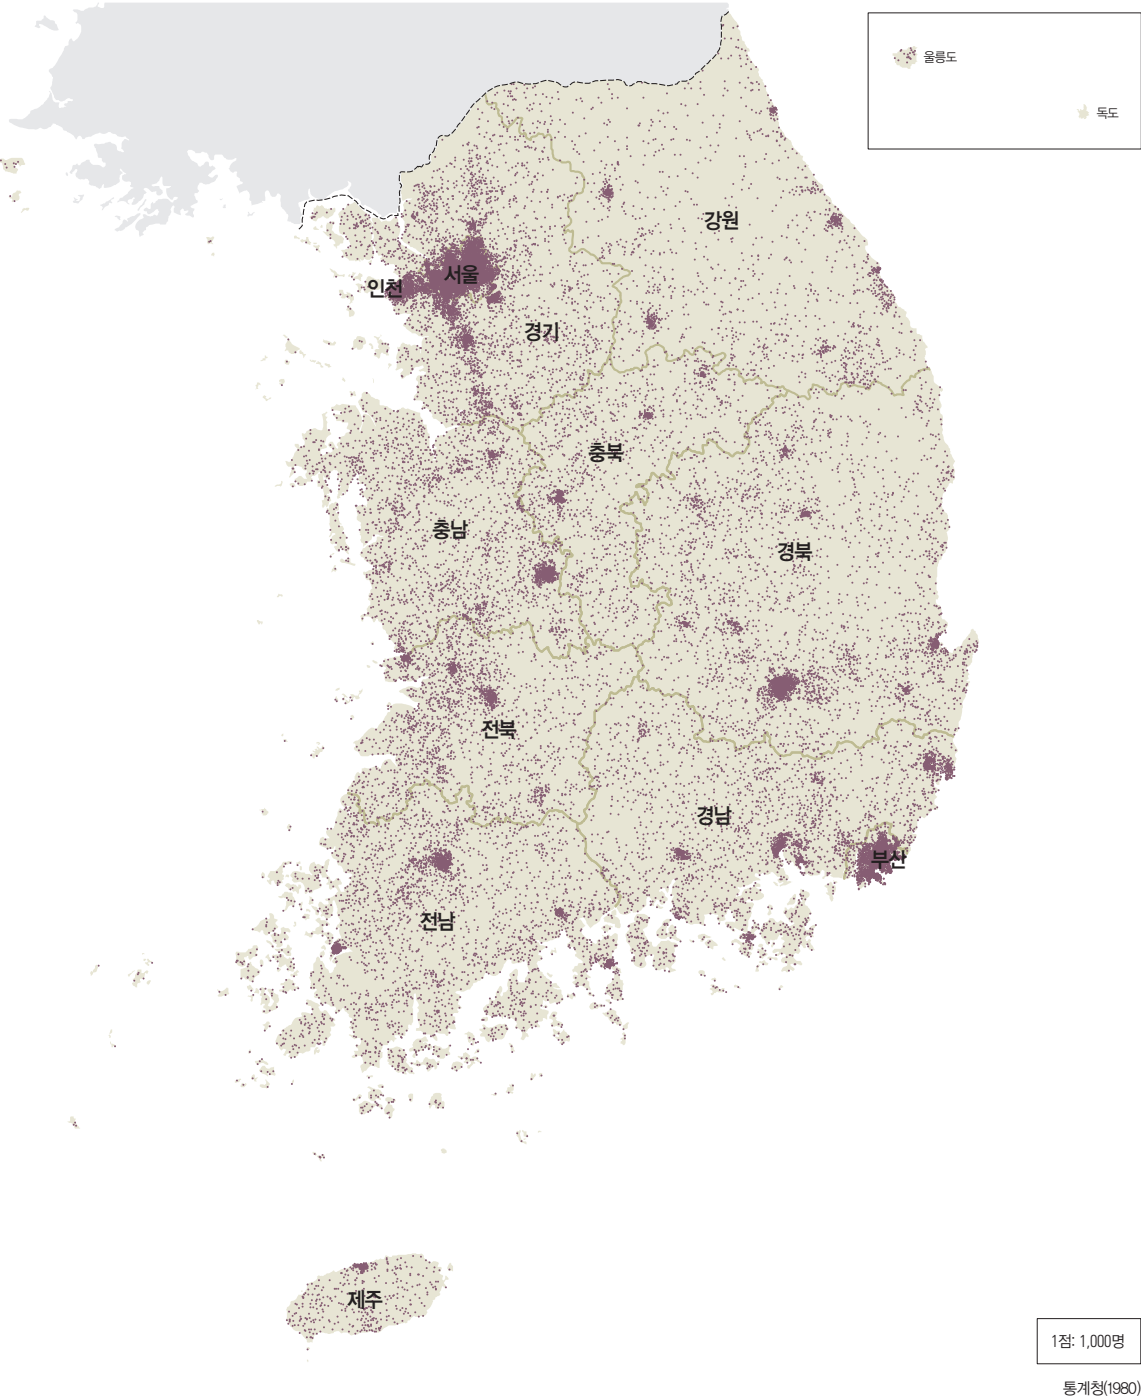 울릉도
독도
강원
서울
인천
경기
충북
충남
경북
전북
경남
부산
전남
제주
1점: 1,000명
통계청(1980)